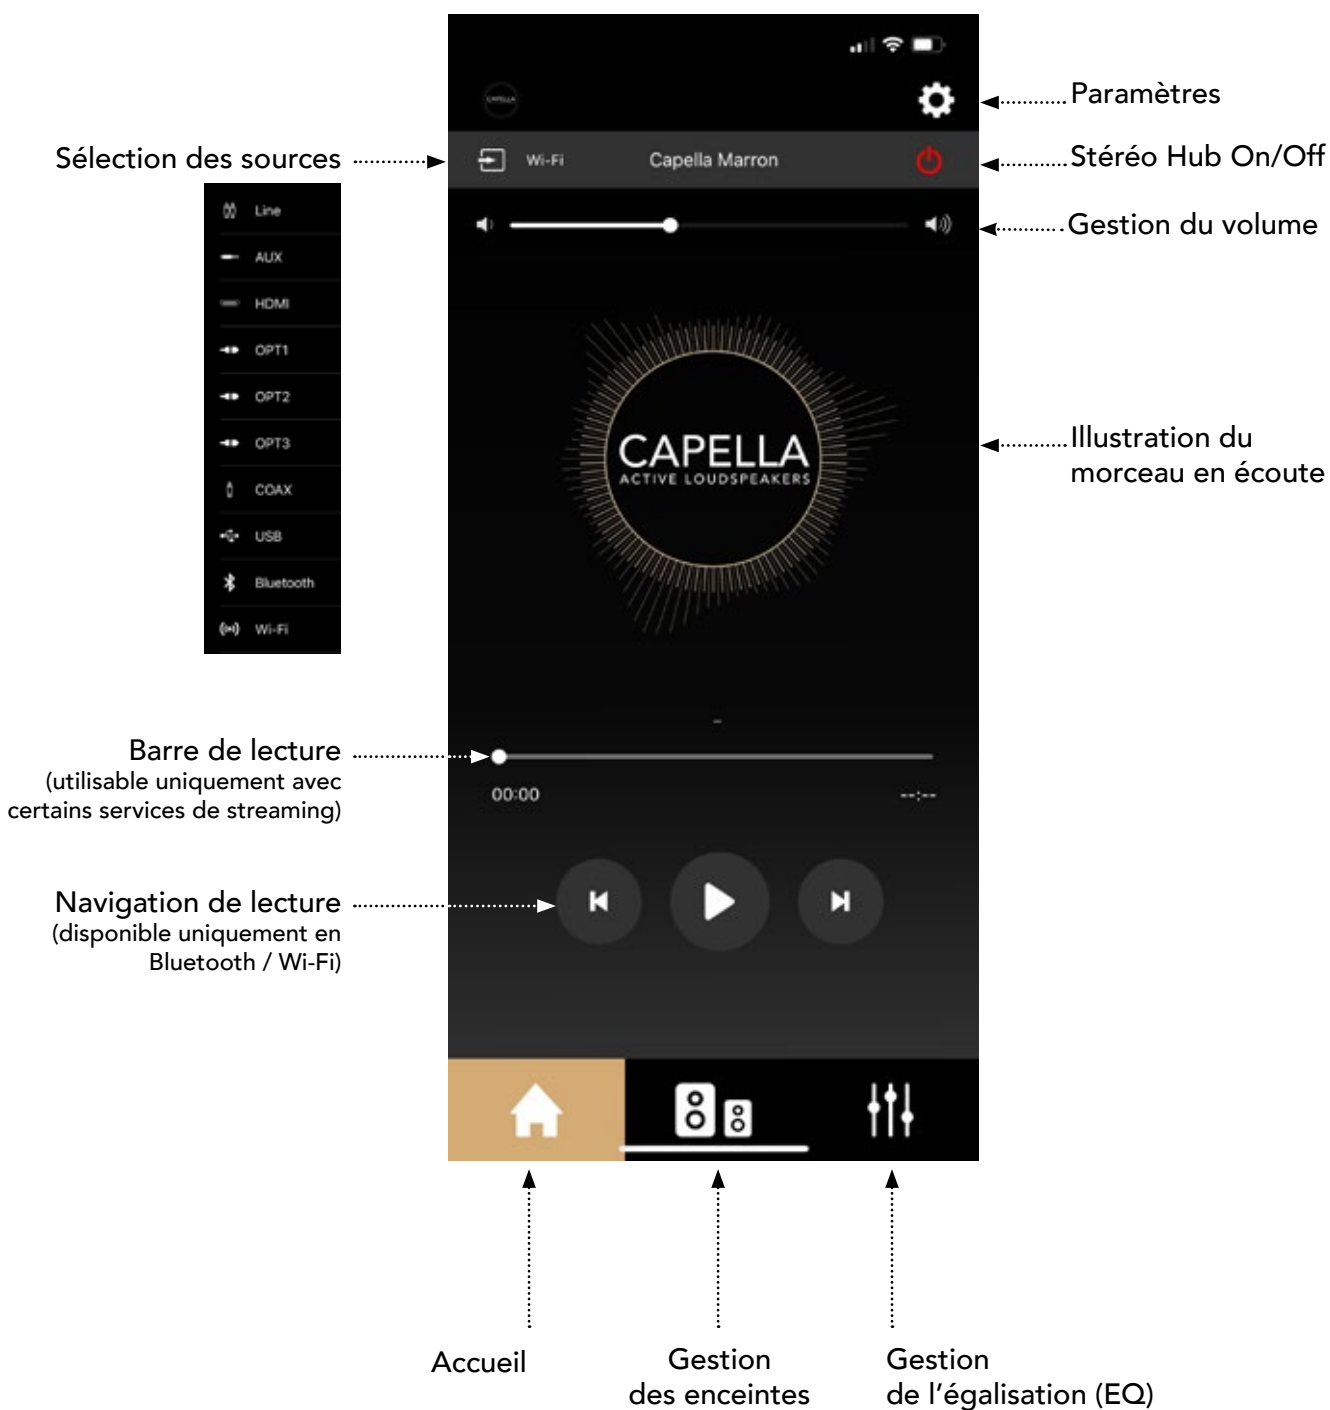 CAPELLA
Paramètres
Sélection des sources
Wi-Fi
Capella Marron
Stéréo Hub On/Off
Line
AUX
HDMI
OPT1
OPT2
OPT3
COAX
USB
Bluetooth
Wi-Fi
Gestion du volume
CAPELLA
ACTIVE LOUDSPEAKERS
Illustration du
morceau en écoute
Barre de lecture
(utilisable uniquement avec
certains services de streaming)
–
00:00
--:--
Navigation de lecture
(disponible uniquement en
Bluetooth / Wi-Fi)
Accueil
Gestion
des enceintes
Gestion
de l’égalisation (EQ)